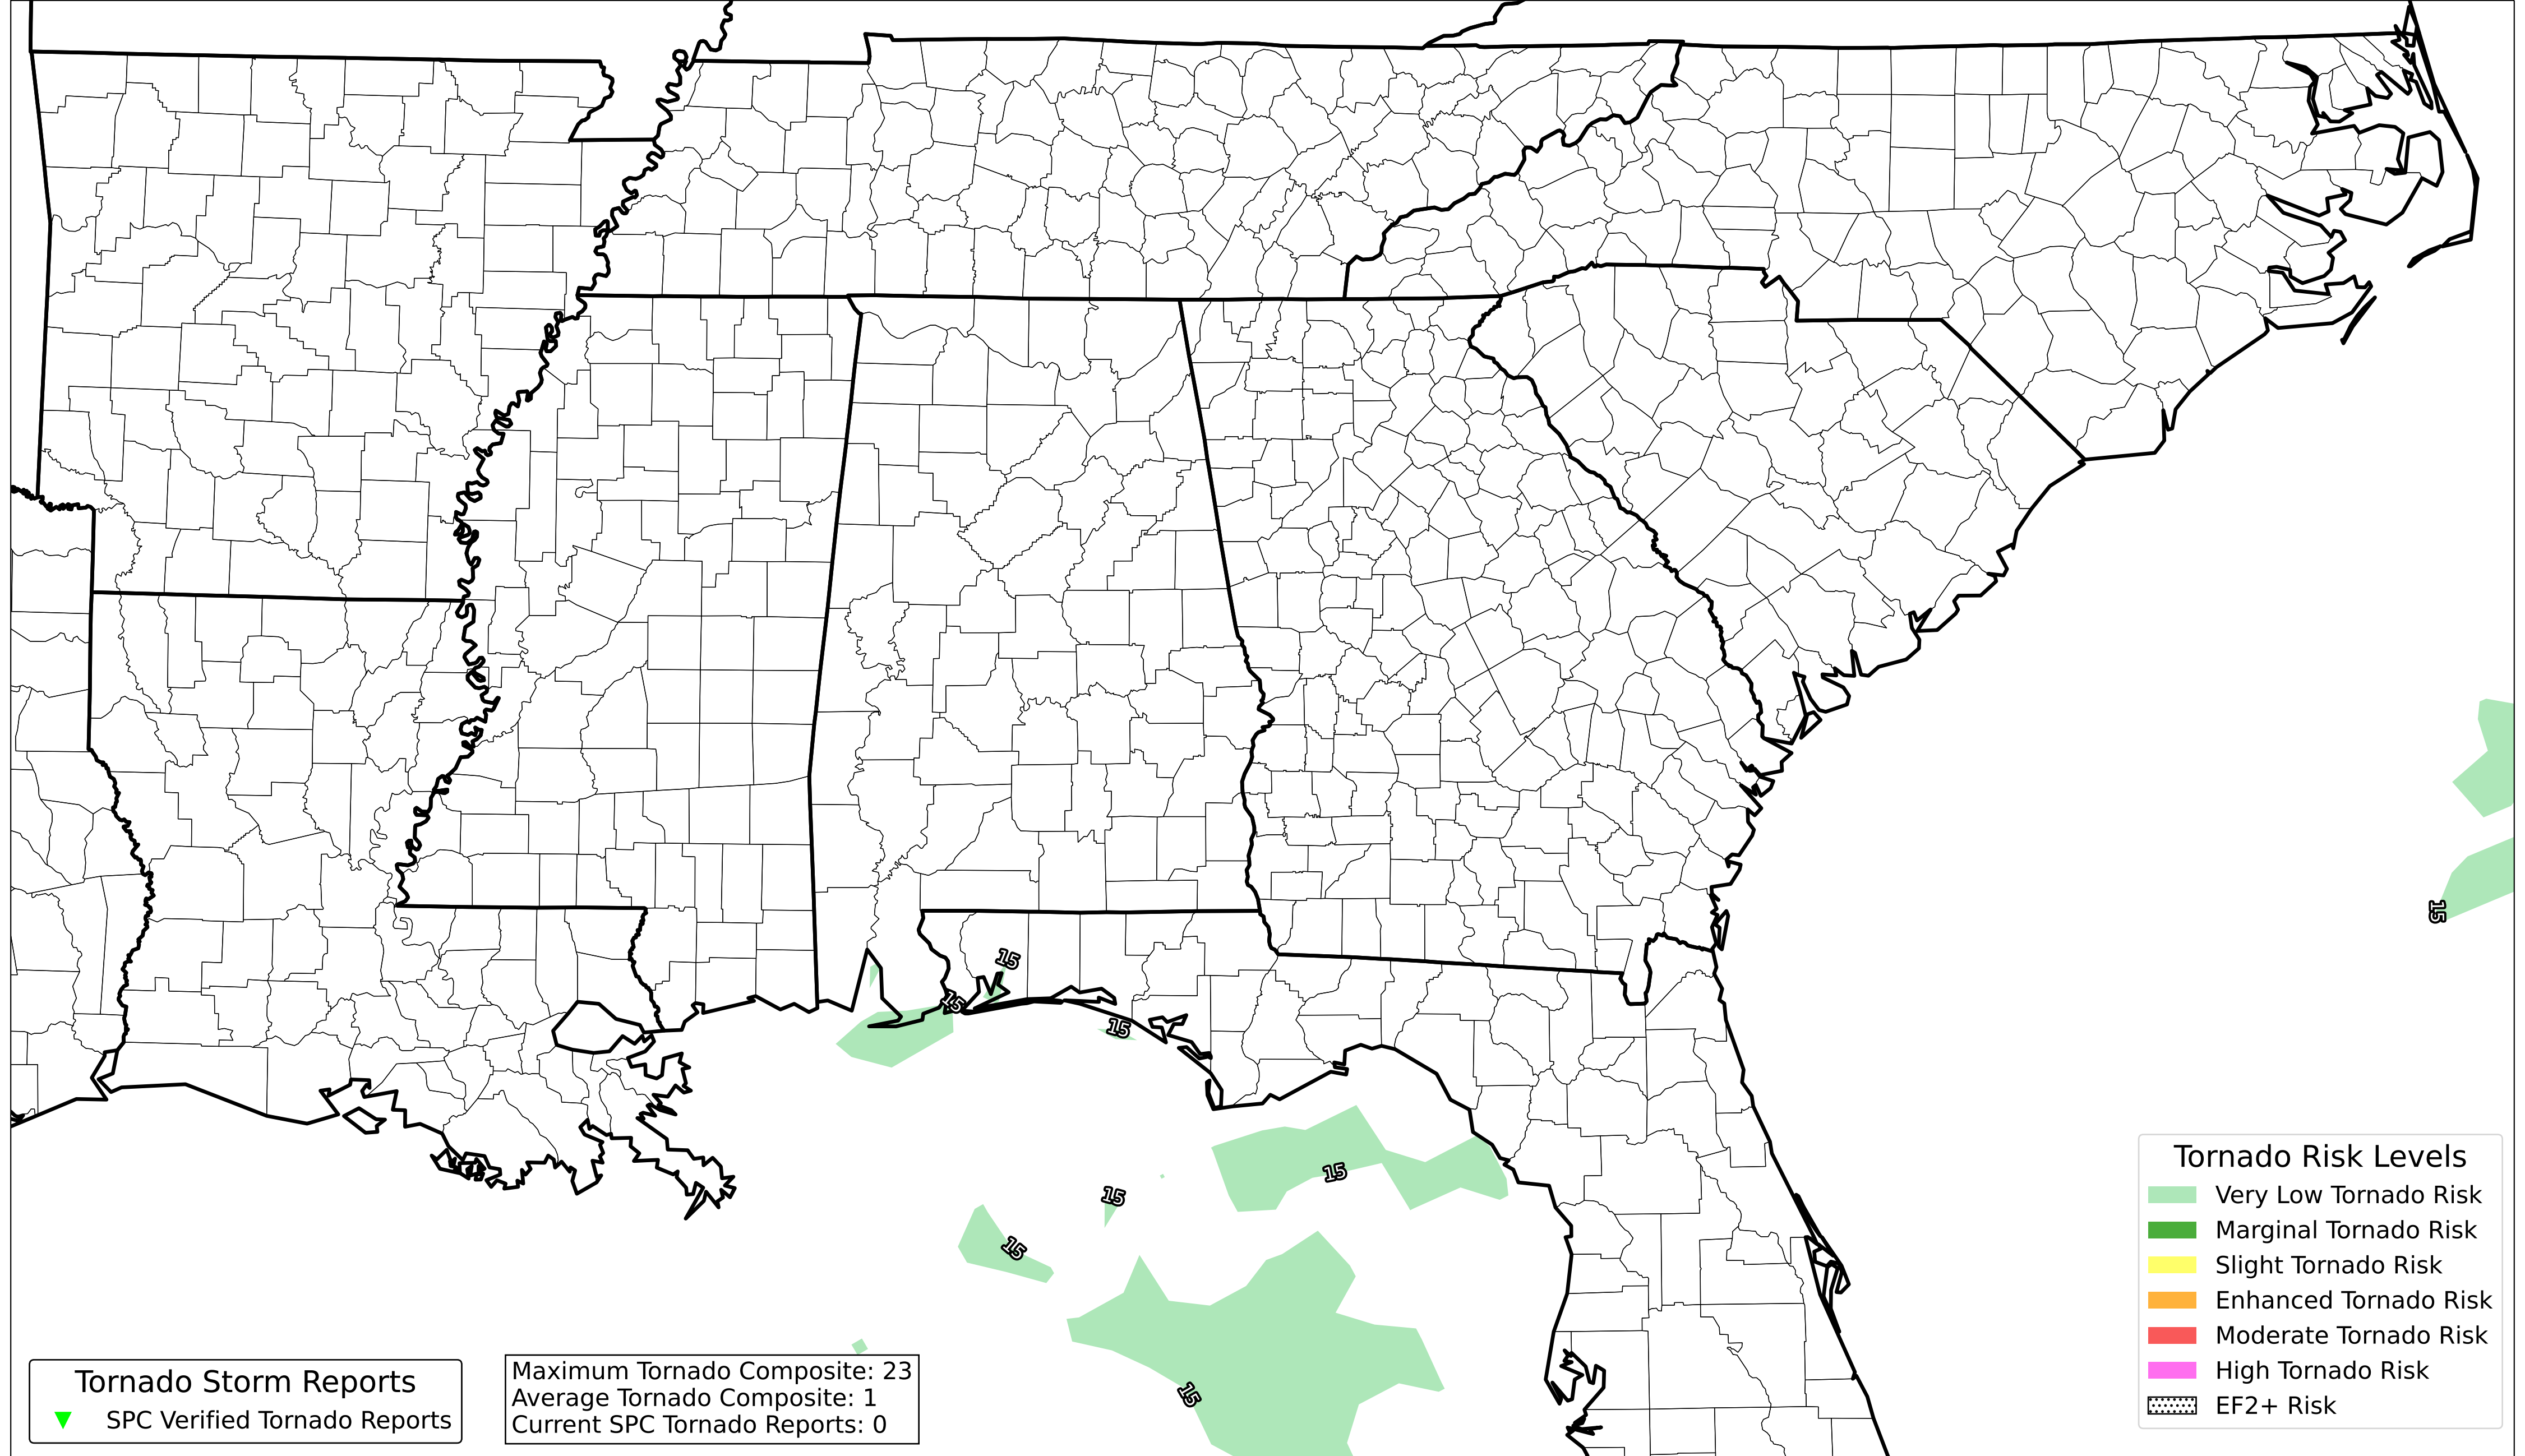 15
15
15
15
15
15
15
15
Tornado Risk Levels
Very Low Tornado Risk
Marginal Tornado Risk
Slight Tornado Risk
Enhanced Tornado Risk
Moderate Tornado Risk
High Tornado Risk
EF2+ Risk
Tornado Storm Reports
SPC Verified Tornado Reports
Maximum Tornado Composite: 23
Average Tornado Composite: 1
Current SPC Tornado Reports: 0